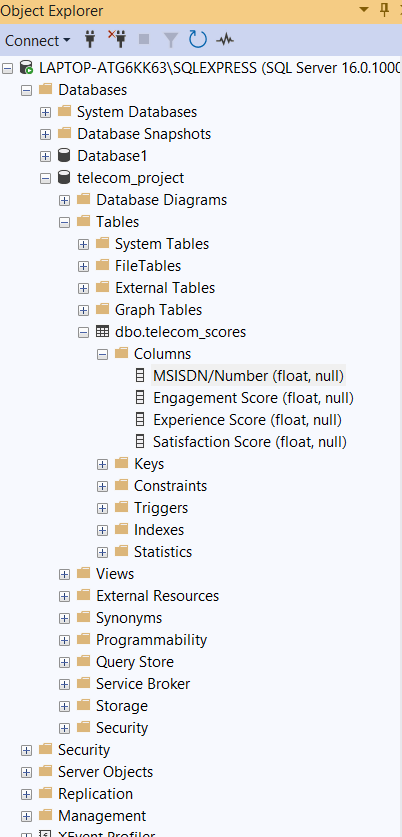 Object Explorer
Connect
LAPTOP-ATG6KK63\SQLEXPRESS (SQL Server 16.0.1000
Databases
System Databases
Database Snapshots
Database1
telecom_project
Database Diagrams
Tables
System Tables
FileTables
External Tables
Graph Tables
dbo.telecom_scores
Columns
MSISDN/Number (float, null)
Engagement Score (float, null)
Experience Score (float, null)
Satisfaction Score (float, null)
Keys
Constraints
Triggers
Indexes
Statistics
Views
External Resources
Synonyms
Programmability
Query Store
Service Broker
Storage
Security
Security
Server Objects
Replication
Management
XEvent Profiler